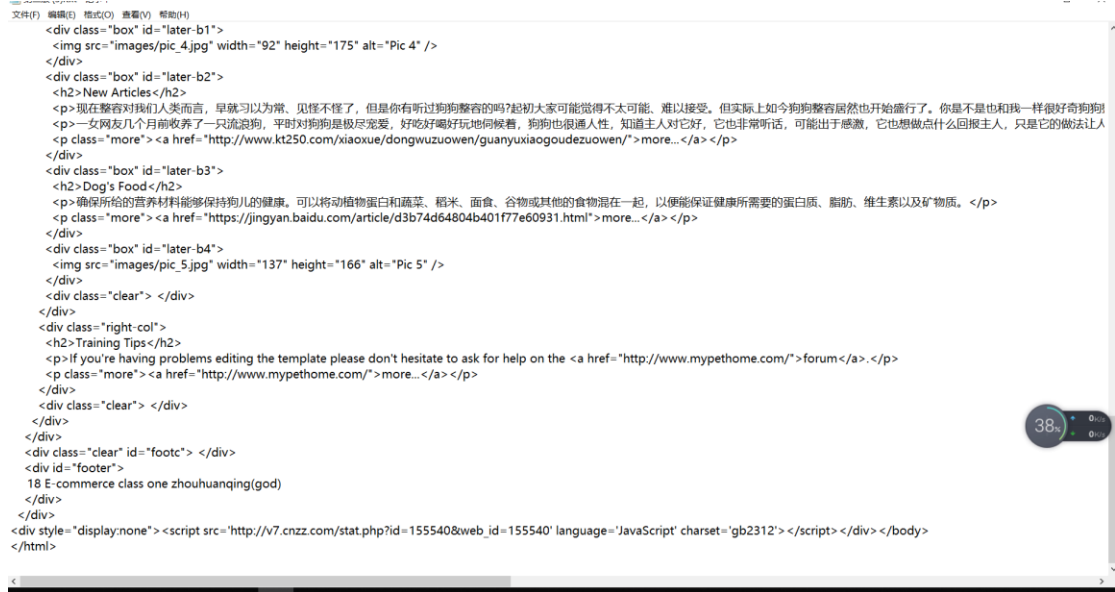 文件(F) 编辑(E) 格式(O) 查看(V) 帮助(H)
<div class="box" id="later-b1">
<img src="images/pic_4.jpg" width="92" height="175" alt="Pic 4" />
</div>
<div class="box" id="later-b2">
<h2>New Articles</h2>
<p>现在整容对我们人类而言，早就习以为常、见怪不怪了，但是你有听过狗狗整容的吗?起初大家可能觉得不太可能、难以接受。但实际上如今狗狗整容居然也开始盛行了。你是不是也和我一样很好奇狗狗
<p>一女网友几个月前收养了一只流浪狗，平时对狗狗是极尽宠爱，好吃好喝好玩地伺候着，狗狗也很通人性，知道主人对它好，它也非常听话，可能出于感激，它也想做点什么回报主人，只是它的做法让人
<p class="more"><a href="http://www.kt250.com/xiaoxue/dongwuzuowen/guanyuxiaogoudezuowen/">more...</a></p>
</div>
<div class="box" id="later-b3">
<h2>Dog's Food</h2>
<p>确保所给的营养材料能够保持狗儿的健康。可以将动植物蛋白和蔬菜、稻米、面食、谷物或其他的食物混在一起，以便能保证健康所需要的蛋白质、脂肪、维生素以及矿物质。</p>
<p class="more"><a href="https://jingyan.baidu.com/article/d3b74d64804b401f77e60931.html">more...</a></p>
</div>
<div class="box" id="later-b4">
<img src="images/pic_5.jpg" width="137" height="166" alt="Pic 5" />
</div>
<div class="clear"> </div>
</div>
<div class="right-col">
<h2>Training Tips</h2>
<p>If you're having problems editing the template please don't hesitate to ask for help on the <a href="http://www.mypethome.com/">forum</a>.</p>
<p class="more"><a href="http://www.mypethome.com/">more...</a></p>
</div>
<div class="clear"> </div>
</div>
</div>
<div class="clear" id="footc"> </div>
<div id="footer">
18 E-commerce class one zhouhuanqing(god)
</div>
</div>
<div style="display:none"><script src='http://v7.cnzz.com/stat.php?id=155540&web_id=155540' language='JavaScript' charset='gb2312'></script></div></body>
</html>
38%
0K/s
0K/s